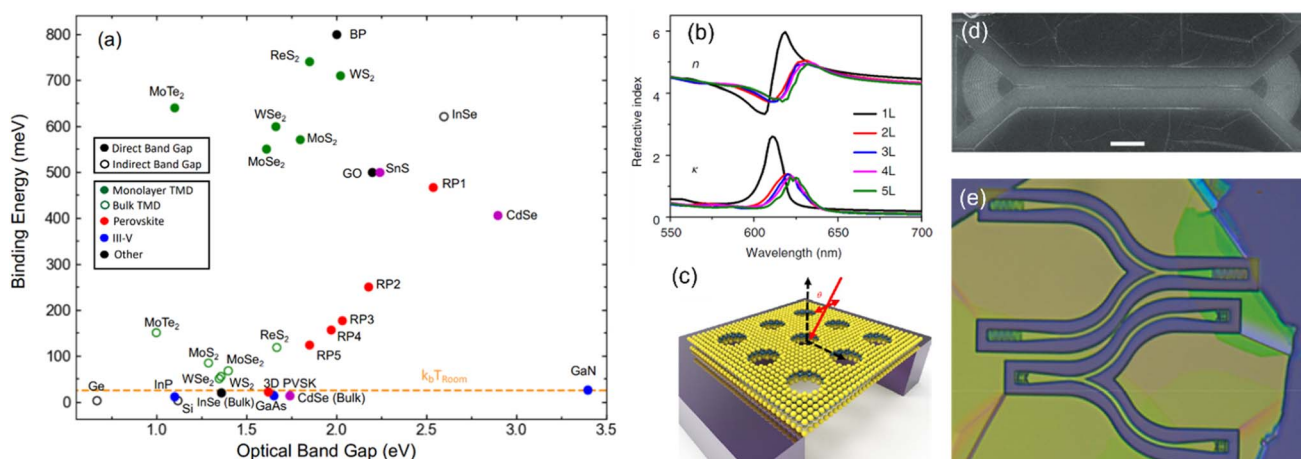 (a)
Binding Energy (meV)
800
700
600
500
400
300
200
100
0
1.0
1.5
2.0
2.5
3.0
3.5
Optical Band Gap (eV)
BP
ReS2
WS2
MoTe2
InSe
WSe2
MoS2
MoSe2
GO
SnS
RP1
CdSe
Direct Band Gap
Indirect Band Gap
Monolayer TMD
Bulk TMD
Perovskite
III-V
Other
RP2
RP3
RP4
RP5
MoTe2
ReS2
MoS2
MoSe2
WSe2
WS2
kbTRoom
Ge
InP
Si
InSe (Bulk)
3D PVSK
GaAs
CdSe (Bulk)
GaN
(b)
Refractive index
6
4
2
0
n
κ
1L
2L
3L
4L
5L
550
600
650
700
Wavelength (nm)
(c)
θ
(d)
(e)